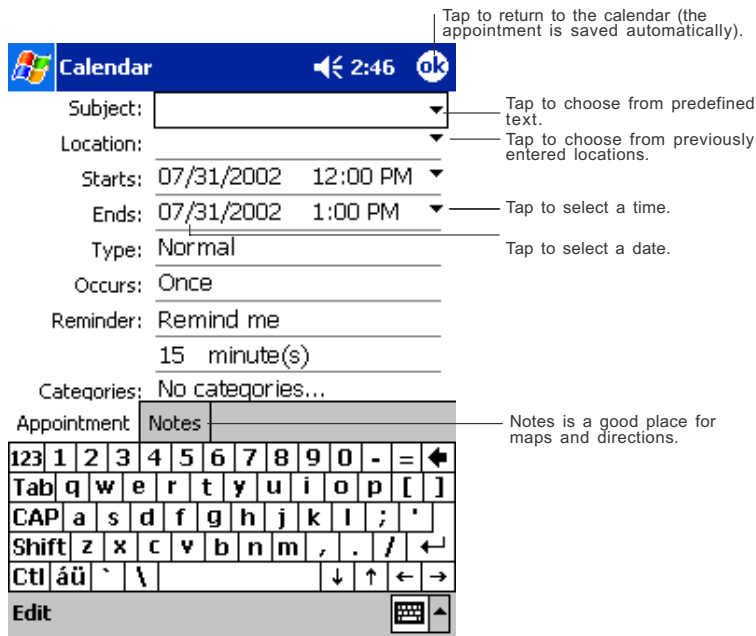 Tap to return to the calendar (the
appointment is saved automatically).
Calendar 2:46 ok
Subject:
Tap to choose from predefined
text.
Location:
Tap to choose from previously
entered locations.
Starts: 07/31/2002 12:00 PM
Ends: 07/31/2002 1:00 PM
Tap to select a time.
Type: Normal
Tap to select a date.
Occurs: Once
Reminder: Remind me
15 minute(s)
Categories: No categories...
Appointment Notes
Notes is a good place for
maps and directions.
123 1 2 3 4 5 6 7 8 9 0 - = 🡄
Tab q w e r t y u i o p [ ]
CAP a s d f g h j k l ; '
Shift z x c v b n m , . / ↵
Ctl áü ` \ ↓ ↑ ← →
Edit